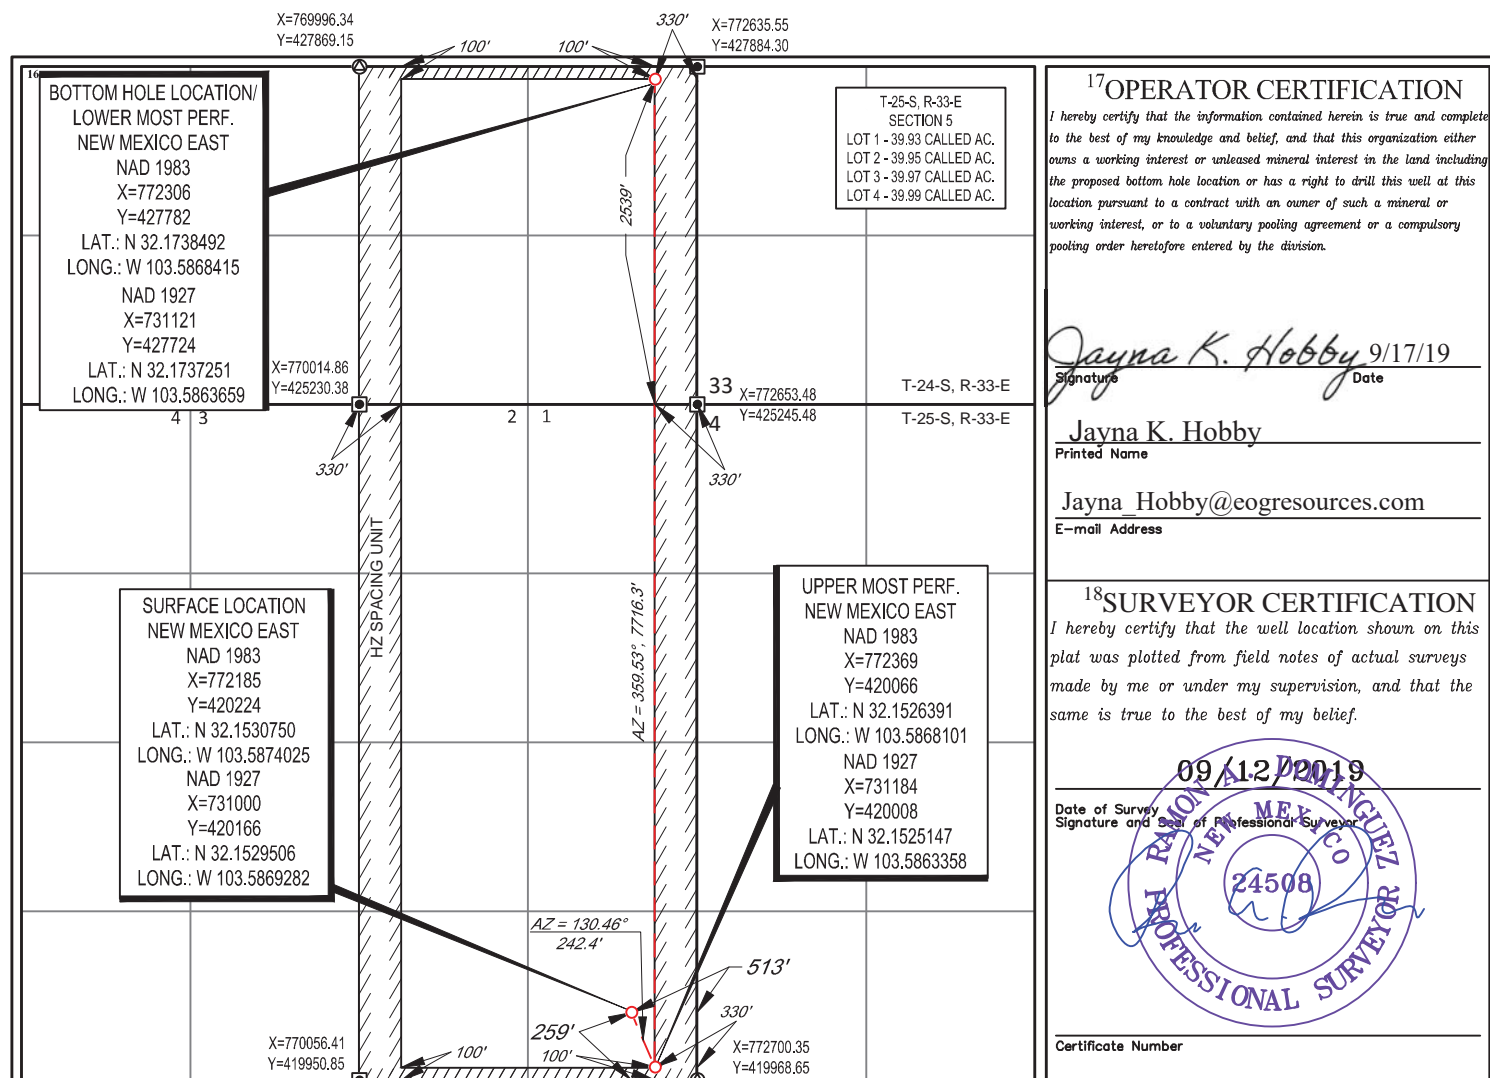 X=769996.34
Y=427869.15
100'
100'
330'
X=772635.55
Y=427884.30
16
BOTTOM HOLE LOCATION/
LOWER MOST PERF.
NEW MEXICO EAST
NAD 1983
X=772306
Y=427782
LAT.: N 32.1738492
LONG.: W 103.5868415
NAD 1927
X=731121
Y=427724
LAT.: N 32.1737251
LONG.: W 103.5863659
T-25-S, R-33-E
SECTION 5
LOT 1 - 39.93 CALLED AC.
LOT 2 - 39.95 CALLED AC.
LOT 3 - 39.97 CALLED AC.
LOT 4 - 39.99 CALLED AC.
2539'
X=770014.86
Y=425230.38
33
X=772653.48
Y=425245.48
T-24-S, R-33-E
T-25-S, R-33-E
4 3
2 1
4
330'
330'
HZ SPACING UNIT
AZ = 359.53°, 7716.3'
SURFACE LOCATION
NEW MEXICO EAST
NAD 1983
X=772185
Y=420224
LAT.: N 32.1530750
LONG.: W 103.5874025
NAD 1927
X=731000
Y=420166
LAT.: N 32.1529506
LONG.: W 103.5869282
UPPER MOST PERF.
NEW MEXICO EAST
NAD 1983
X=772369
Y=420066
LAT.: N 32.1526391
LONG.: W 103.5868101
NAD 1927
X=731184
Y=420008
LAT.: N 32.1525147
LONG.: W 103.5863358
AZ = 130.46°
242.4'
513'
259'
330'
X=770056.41
Y=419950.85
100'
100'
X=772700.35
Y=419968.65
17OPERATOR CERTIFICATION
I hereby certify that the information contained herein is true and complete
to the best of my knowledge and belief, and that this organization either
owns a working interest or unleased mineral interest in the land including
the proposed bottom hole location or has a right to drill this well at this
location pursuant to a contract with an owner of such a mineral or
working interest, or to a voluntary pooling agreement or a compulsory
pooling order heretofore entered by the division.
Jayna K. Hobby 9/17/19
Signature Date
Jayna K. Hobby
Printed Name
Jayna_Hobby@eogresources.com
E-mail Address
18SURVEYOR CERTIFICATION
I hereby certify that the well location shown on this
plat was plotted from field notes of actual surveys
made by me or under my supervision, and that the
same is true to the best of my belief.
09/12/2019
Date of Survey
Signature and Seal of Professional Surveyor
RAMON A. DOMINGUEZ
NEW MEXICO
24508
PROFESSIONAL SURVEYOR
Certificate Number